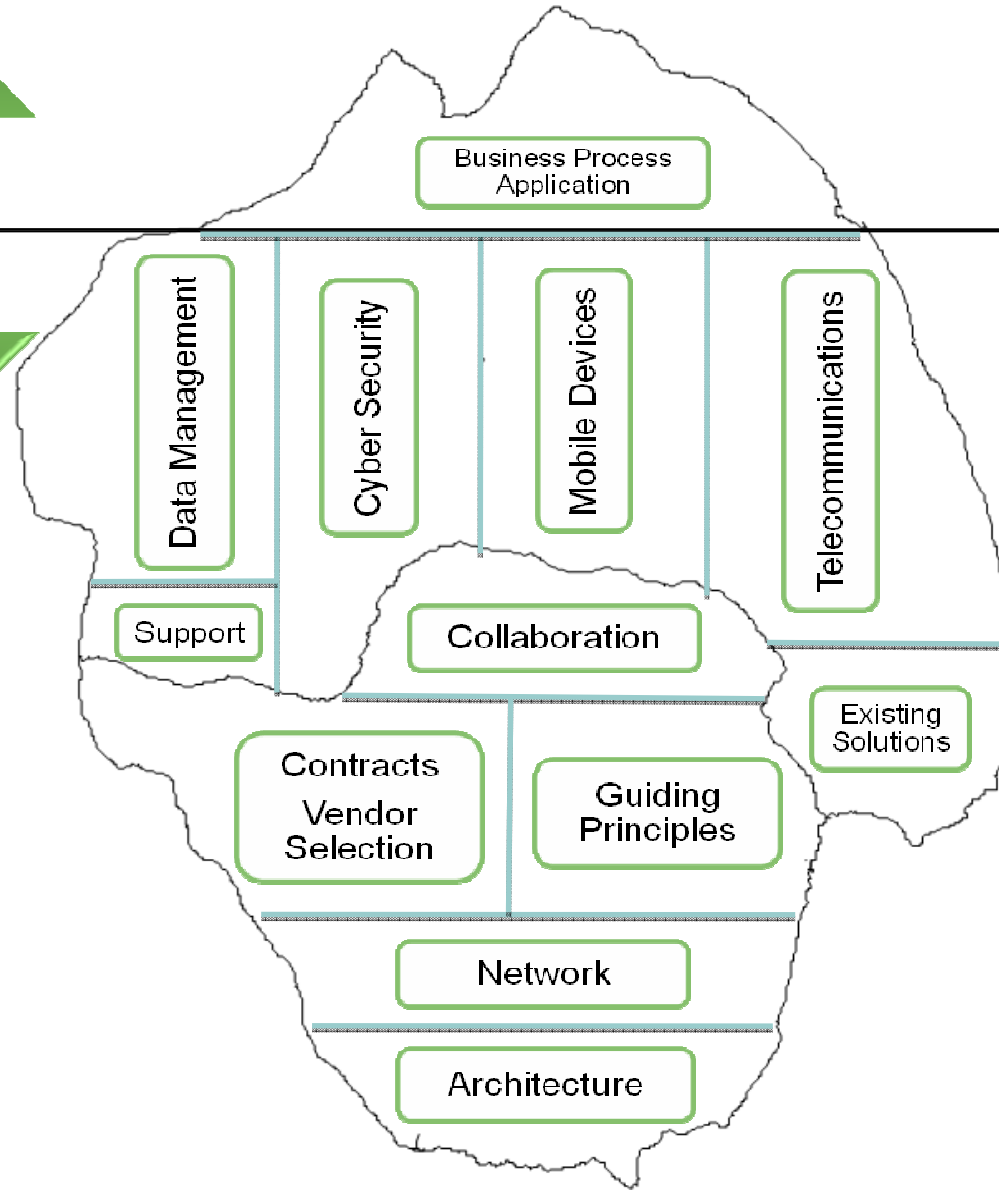 Business Process
Application
Data Management
Cyber Security
Mobile Devices
Telecommunications
Support
Collaboration
Existing
Solutions
Contracts
Vendor
Selection
Guiding
Principles
Network
Architecture